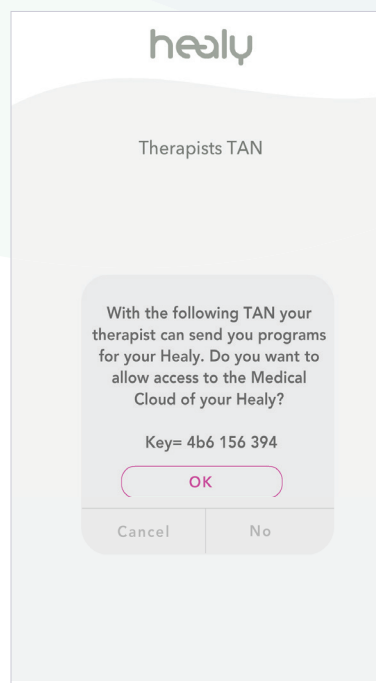 healy
Therapists TAN
With the following TAN your
therapist can send you programs
for your Healy. Do you want to
allow access to the Medical
Cloud of your Healy?
Key= 4b6 156 394
OK
Cancel No